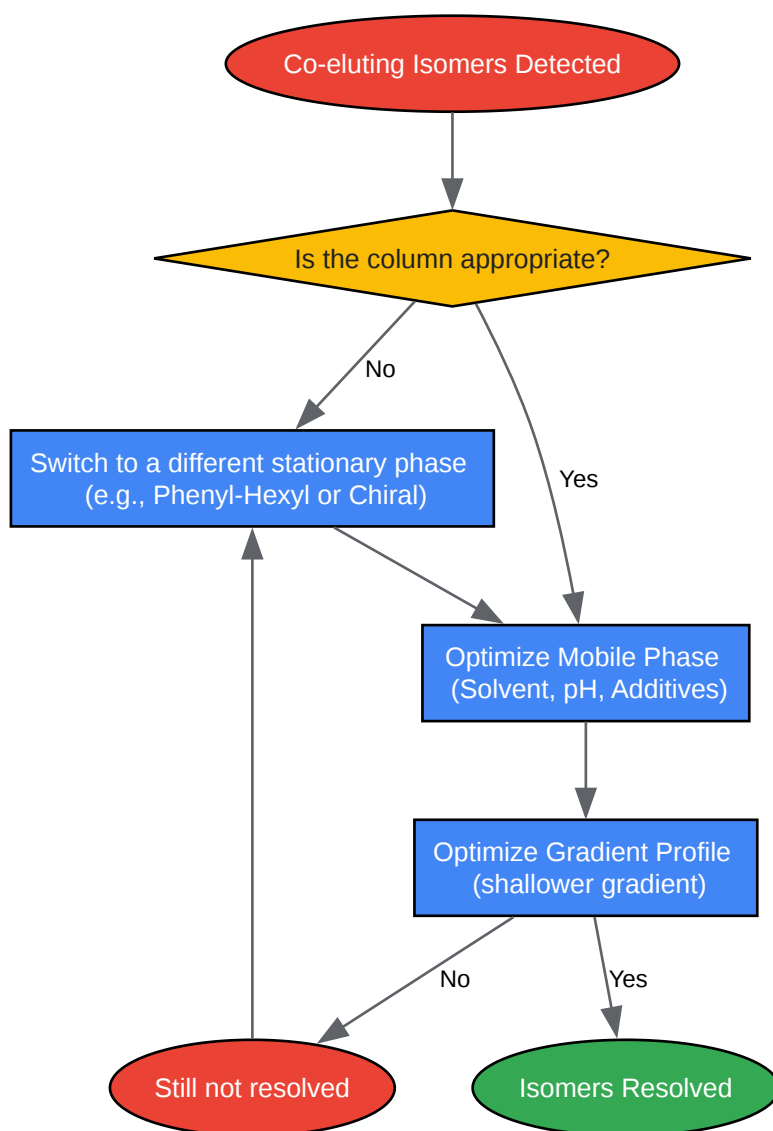 Co-eluting Isomers Detected
Is the column appropriate?
No
Switch to a different stationary phase
(e.g., Phenyl-Hexyl or Chiral)
Yes
Optimize Mobile Phase
(Solvent, pH, Additives)
Optimize Gradient Profile
(shallower gradient)
No
Yes
Still not resolved
Isomers Resolved